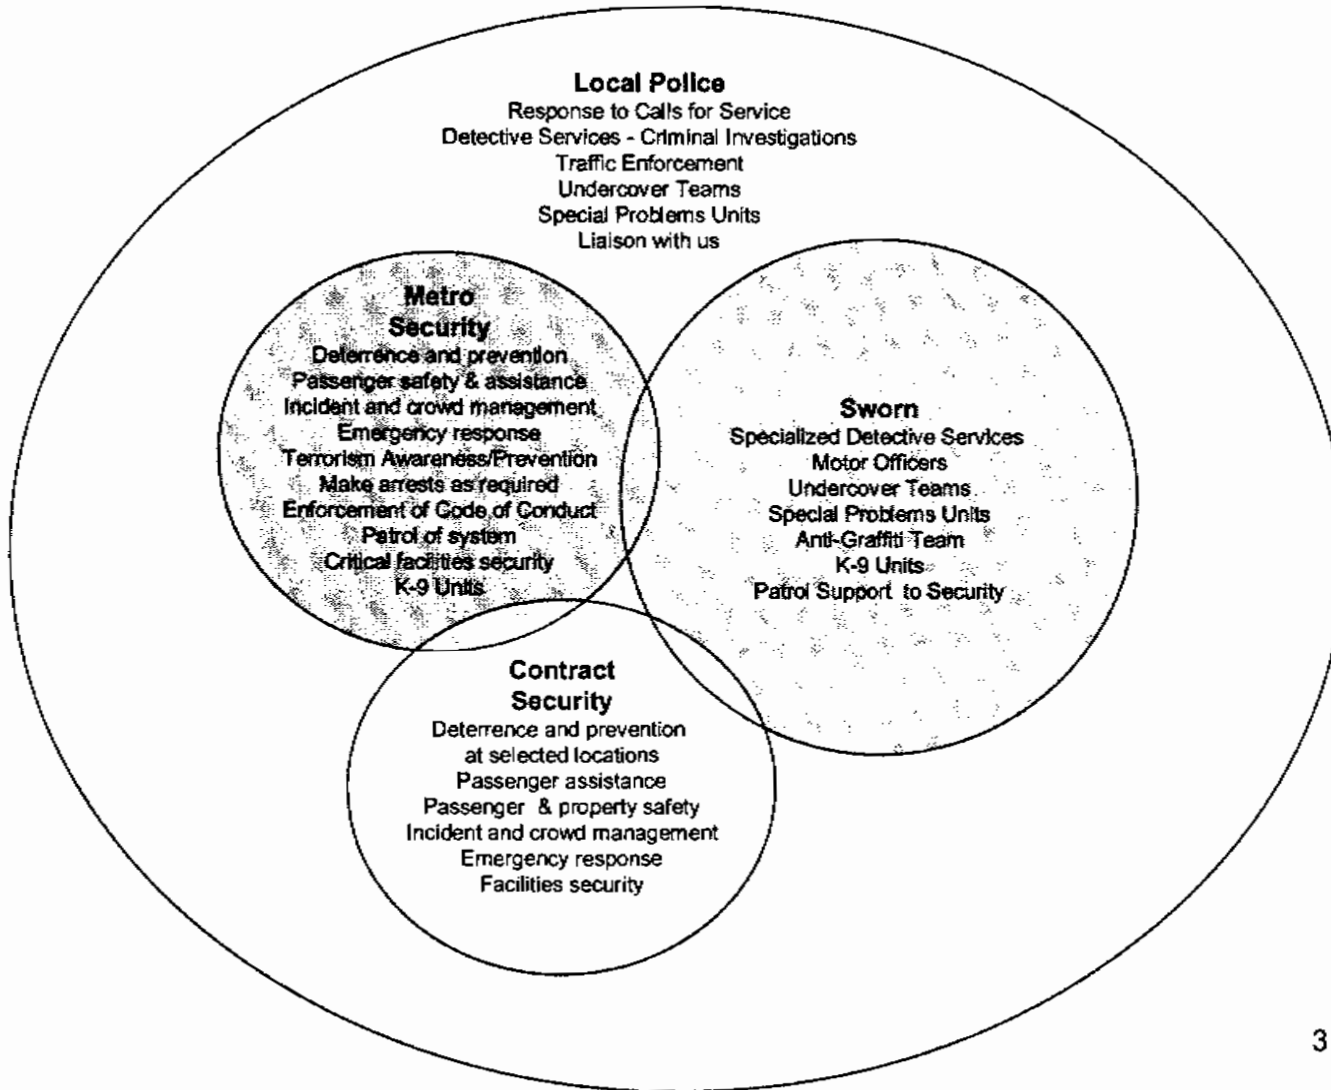 Local Police
Response to Calls for Service
Detective Services - Criminal Investigations
Traffic Enforcement
Undercover Teams
Special Problems Units
Liaison with us
Metro
Security
Deterrence and prevention
Passenger safety & assistance
Incident and crowd management
Emergency response
Terrorism Awareness/Prevention
Make arrests as required
Enforcement of Code of Conduct
Patrol of system
Critical facilities security
K-9 Units
Sworn
Specialized Detective Services
Motor Officers
Undercover Teams
Special Problems Units
Anti-Graffiti Team
K-9 Units
Patrol Support to Security
Contract
Security
Deterrence and prevention
at selected locations
Passenger assistance
Passenger & property safety
Incident and crowd management
Emergency response
Facilities security
3